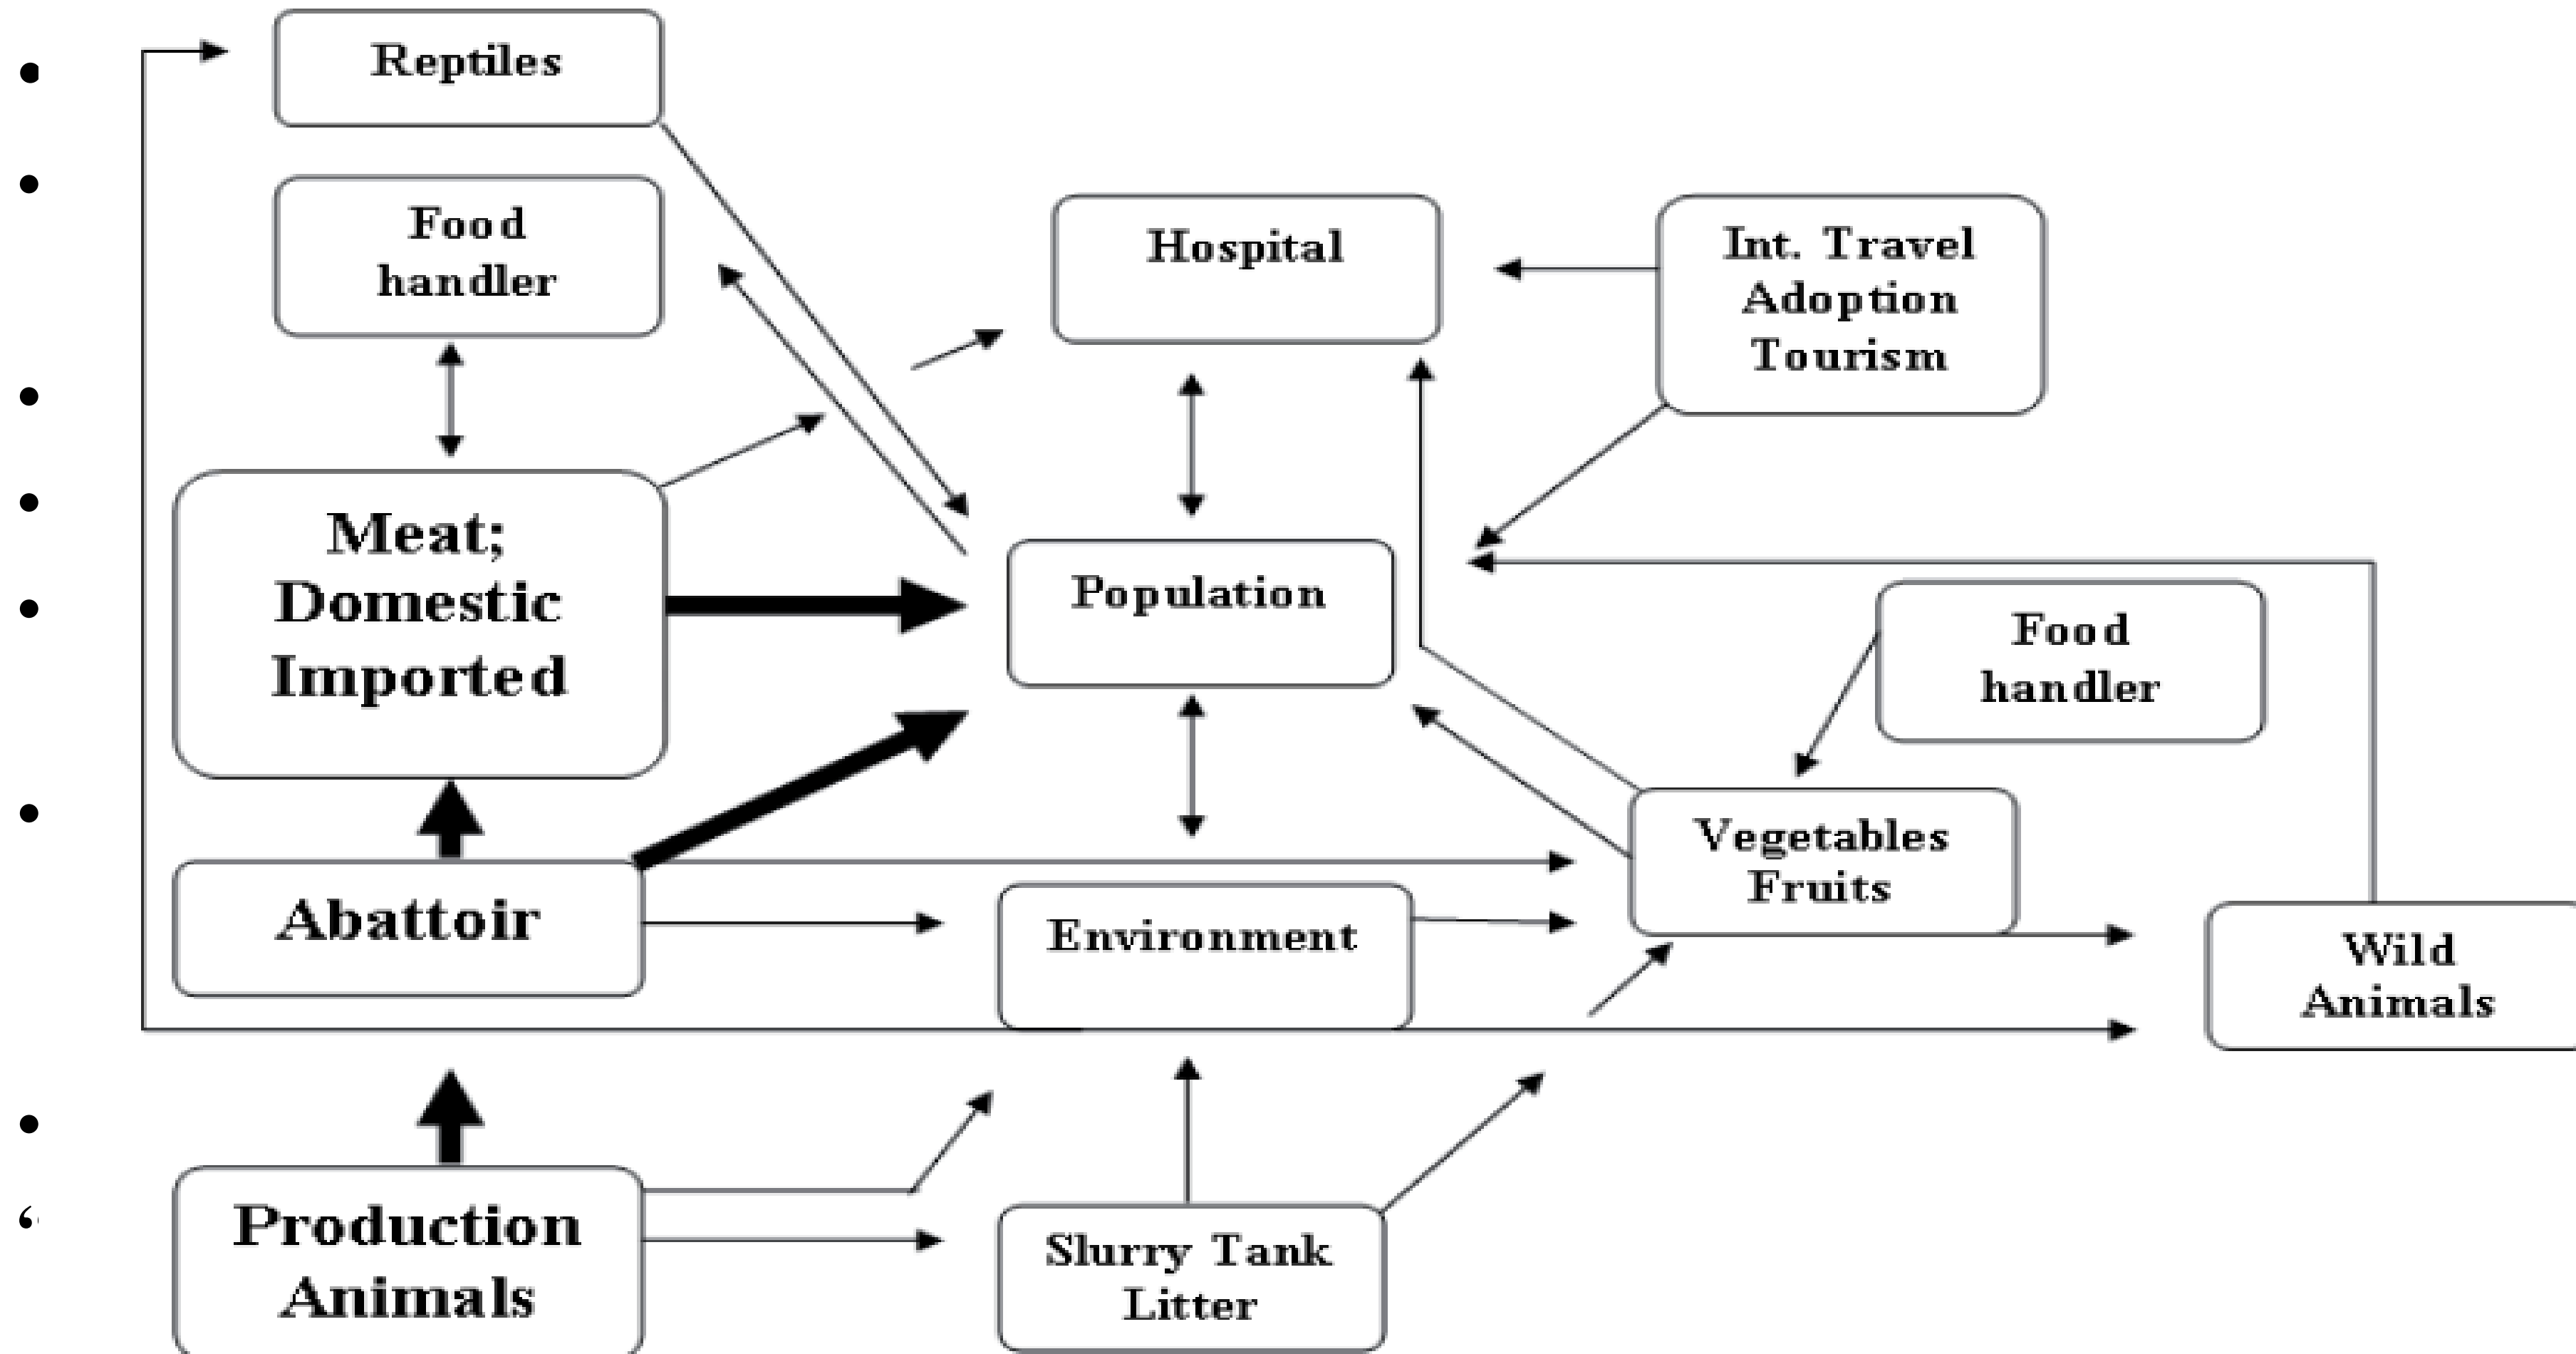 Reptiles
Food
handler
Hospital
Int. Travel
Adoption
Tourism
Meat;
Domestic
Imported
Population
Food
handler
Vegetables
Fruits
Abattoir
Environment
Wild
Animals
Production
Animals
Slurry Tank
Litter